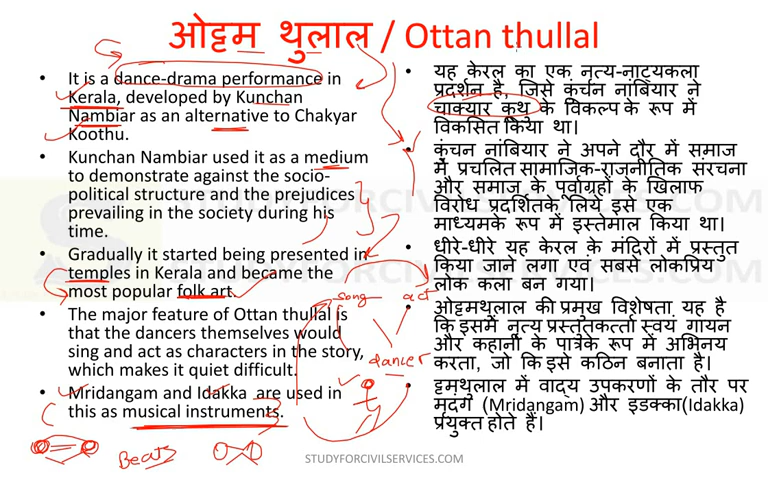 ओट्टम थुलाल / Ottan thullal
• It is a dance-drama performance in
Kerala, developed by Kunchan
Nambiar as an alternative to Chakyar
Koothu.
• Kunchan Nambiar used it as a medium
to demonstrate against the socio-
political structure and the prejudices
prevailing in the society during his
time.
• Gradually it started being presented in
temples in Kerala and became the
most popular folk art.
• The major feature of Ottan thullal is
that the dancers themselves would
sing and act as characters in the story,
which makes it quiet difficult.
• Mridangam and Idakka are used in
this as musical instruments.
• यह केरल का एक नृत्य-नाटयकला
प्रदर्शन है, जिसे कुंचन नांबियार ने
चाक्यार कूथु के विकल्प के रूप में
विकसित किया था।
• कुंचन नांबियार ने अपने दौर में समाज
में प्रचलित सामाजिक-राजनीतिक संरचना
और समाज के पूर्वाग्रहों के खिलाफ
विरोध प्रदर्शितके लिये इसे एक
माध्यमके रूप में इस्तेमाल किया था।
• धीरे-धीरे यह केरल के मंदिरों में प्रस्तुत
किया जाने लगा एवं सबसे लोकप्रिय
लोक कला बन गया।
• ओट्टमथुलाल की प्रमुख विशेषता यह है
कि इसमें नृत्य प्रस्तुतकर्त्ता स्वयं गायन
और कहानी के पात्रके रूप में अभिनय
करता, जो कि इसे कठिन बनाता है।
• ट्टमथुलाल में वाद्य उपकरणों के तौर पर
मृदंग (Mridangam) और इडक्का(Idakka)
प्रयुक्त होते हैं।
song act
dancer
Beats
STUDYFORCIVILSERVICES.COM